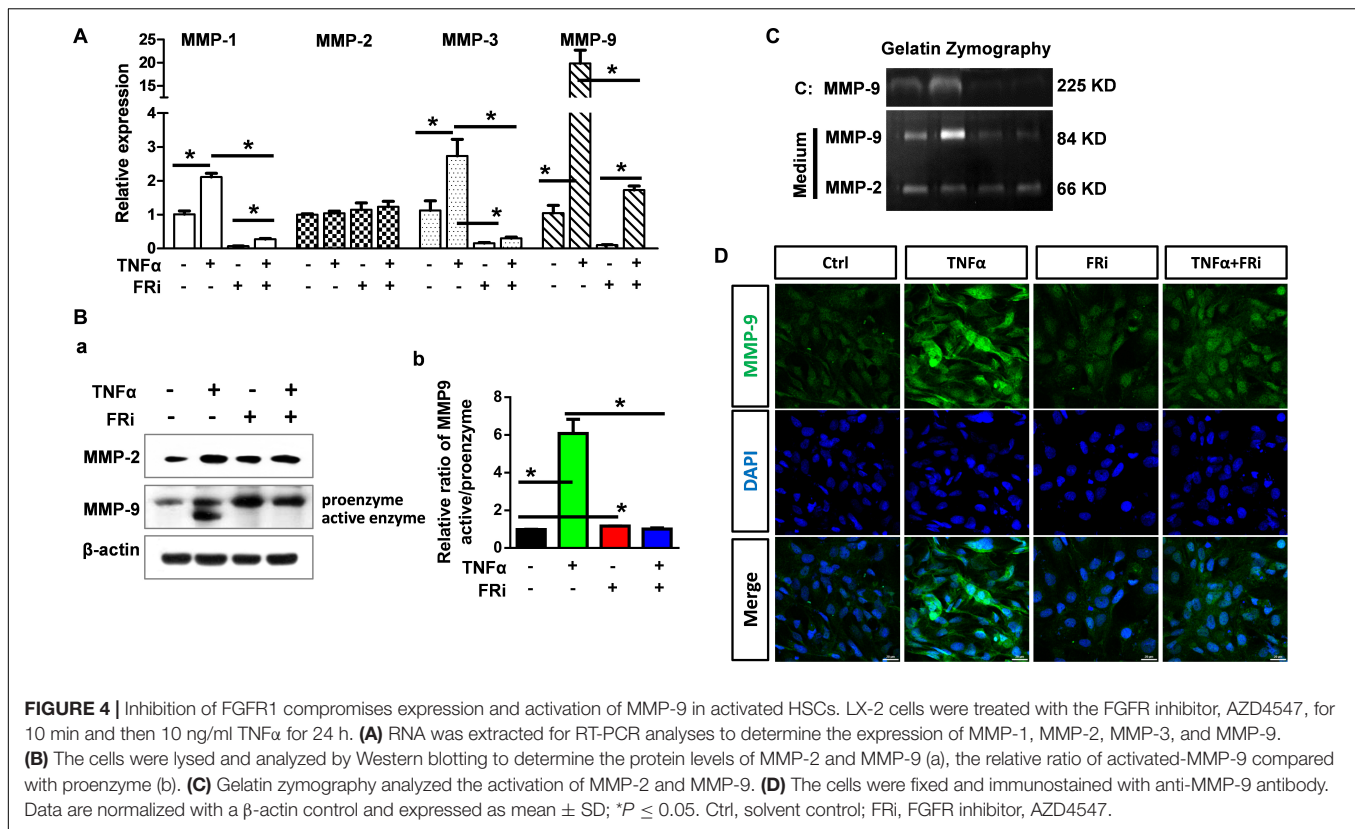 A
MMP-1 MMP-2 MMP-3 MMP-9
Relative expression
25
20
15
10
4
3
2
1
0
* * * * * * * *
TNFα - + - + - + - + - + - + - + - +
FRi - - + + - - + + - - + + - - + +
B
a
TNFα - + - +
FRi - - + +
MMP-2
MMP-9 proenzyme
active enzyme
β-actin
b
Relative ratio of MMP9
active/proenzyme
8
6
4
2
0
* * *
TNFα - + - +
FRi - - + +
C
Gelatin Zymography
C: MMP-9 225 KD
Medium
MMP-9 84 KD
MMP-2 66 KD
D
Ctrl TNFα FRi TNFα+FRi
MMP-9
DAPI
Merge
FIGURE 4 | Inhibition of FGFR1 compromises expression and activation of MMP-9 in activated HSCs. LX-2 cells were treated with the FGFR inhibitor, AZD4547, for
10 min and then 10 ng/ml TNFα for 24 h. (A) RNA was extracted for RT-PCR analyses to determine the expression of MMP-1, MMP-2, MMP-3, and MMP-9.
(B) The cells were lysed and analyzed by Western blotting to determine the protein levels of MMP-2 and MMP-9 (a), the relative ratio of activated-MMP-9 compared
with proenzyme (b). (C) Gelatin zymography analyzed the activation of MMP-2 and MMP-9. (D) The cells were fixed and immunostained with anti-MMP-9 antibody.
Data are normalized with a β-actin control and expressed as mean ± SD; *P ≤ 0.05. Ctrl, solvent control; FRi, FGFR inhibitor, AZD4547.